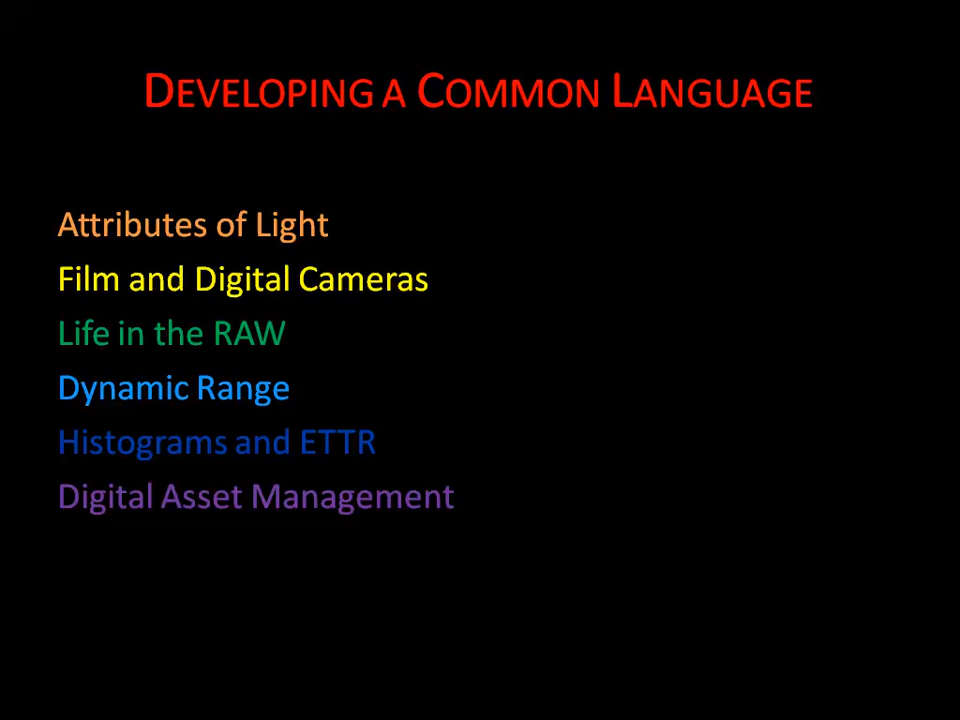 DEVELOPING A COMMON LANGUAGE
Attributes of Light
Film and Digital Cameras
Life in the RAW
Dynamic Range
Histograms and ETTR
Digital Asset Management